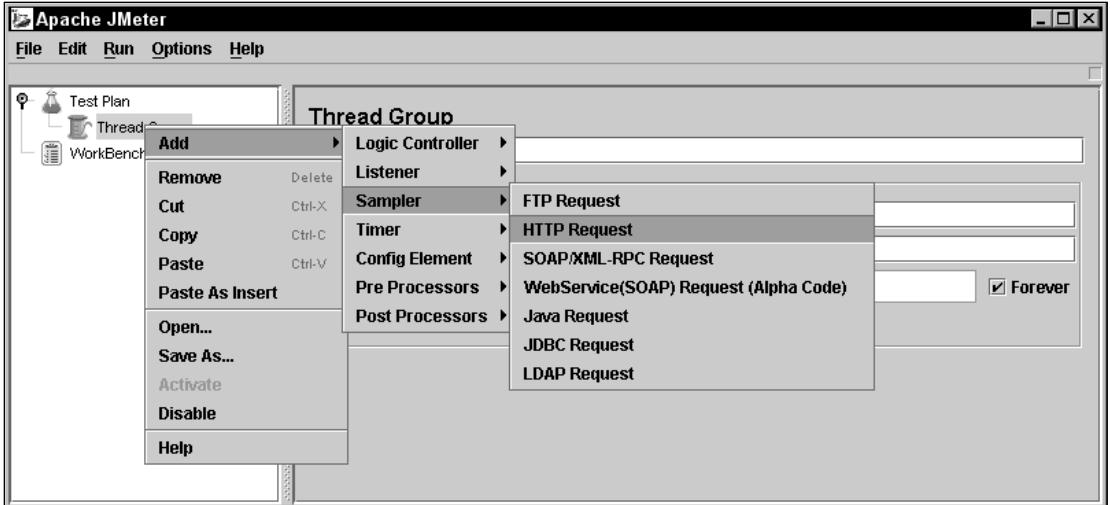 Apache JMeter
File Edit Run Options Help
Test Plan
Thread
WorkBench
Thread Group
Add
Remove Delete
Cut Ctrl-X
Copy Ctrl-C
Paste Ctrl-V
Paste As Insert
Open...
Save As...
Activate
Disable
Help
Logic Controller
Listener
Sampler
Timer
Config Element
Pre Processors
Post Processors
FTP Request
HTTP Request
SOAP/XML-RPC Request
WebService(SOAP) Request (Alpha Code)
Java Request
JDBC Request
LDAP Request
Forever